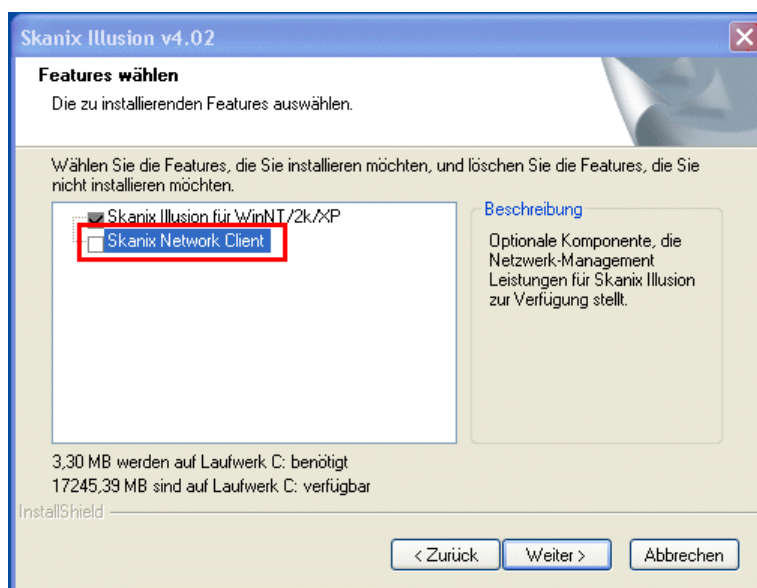 Skanix Illusion v4.02
Features wählen
Die zu installierenden Features auswählen.
Wählen Sie die Features, die Sie installieren möchten, und löschen Sie die Features, die Sie
nicht installieren möchten.
Skanix Illusion für WinNT/2k/XP
Skanix Network Client
Beschreibung
Optionale Komponente, die
Netzwerk-Management
Leistungen für Skanix Illusion
zur Verfügung stellt.
3,30 MB werden auf Laufwerk C: benötigt
17245,39 MB sind auf Laufwerk C: verfügbar
InstallShield
< Zurück
Weiter >
Abbrechen